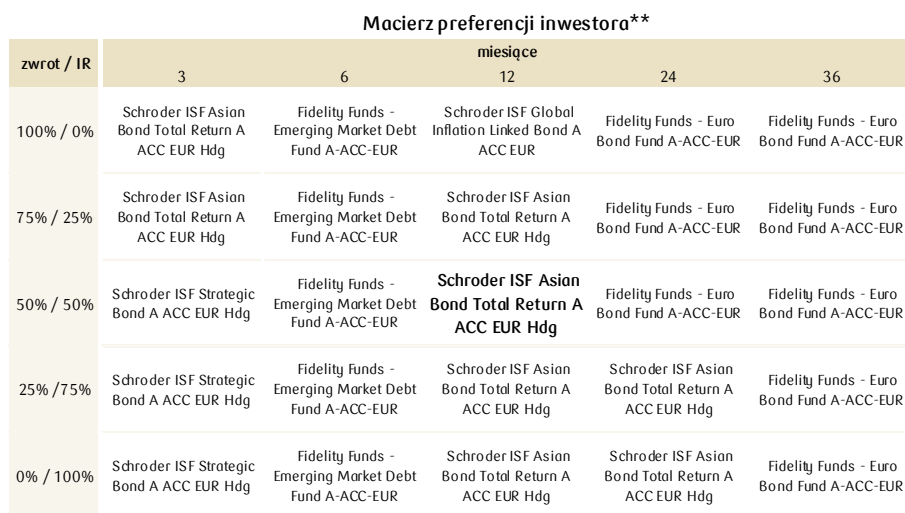 Macierz preferencji inwestora**
zwrot / IR
miesiące
3 6 12 24 36
100% / 0%
Schroder ISF Asian
Bond Total Return A
ACC EUR Hdg
Fidelity Funds -
Emerging Market Debt
Fund A-ACC-EUR
Schroder ISF Global
Inflation Linked Bond A
ACC EUR
Fidelity Funds - Euro
Bond Fund A-ACC-EUR
Fidelity Funds - Euro
Bond Fund A-ACC-EUR
75% / 25%
Schroder ISF Asian
Bond Total Return A
ACC EUR Hdg
Fidelity Funds -
Emerging Market Debt
Fund A-ACC-EUR
Schroder ISF Asian
Bond Total Return A
ACC EUR Hdg
Fidelity Funds - Euro
Bond Fund A-ACC-EUR
Fidelity Funds - Euro
Bond Fund A-ACC-EUR
50% / 50%
Schroder ISF Strategic
Bond A ACC EUR Hdg
Fidelity Funds -
Emerging Market Debt
Fund A-ACC-EUR
Schroder ISF Asian
Bond Total Return A
ACC EUR Hdg
Fidelity Funds - Euro
Bond Fund A-ACC-EUR
Fidelity Funds - Euro
Bond Fund A-ACC-EUR
25% /75%
Schroder ISF Strategic
Bond A ACC EUR Hdg
Fidelity Funds -
Emerging Market Debt
Fund A-ACC-EUR
Schroder ISF Asian
Bond Total Return A
ACC EUR Hdg
Schroder ISF Asian
Bond Total Return A
ACC EUR Hdg
Fidelity Funds - Euro
Bond Fund A-ACC-EUR
0% / 100%
Schroder ISF Strategic
Bond A ACC EUR Hdg
Fidelity Funds -
Emerging Market Debt
Fund A-ACC-EUR
Schroder ISF Asian
Bond Total Return A
ACC EUR Hdg
Schroder ISF Asian
Bond Total Return A
ACC EUR Hdg
Fidelity Funds - Euro
Bond Fund A-ACC-EUR